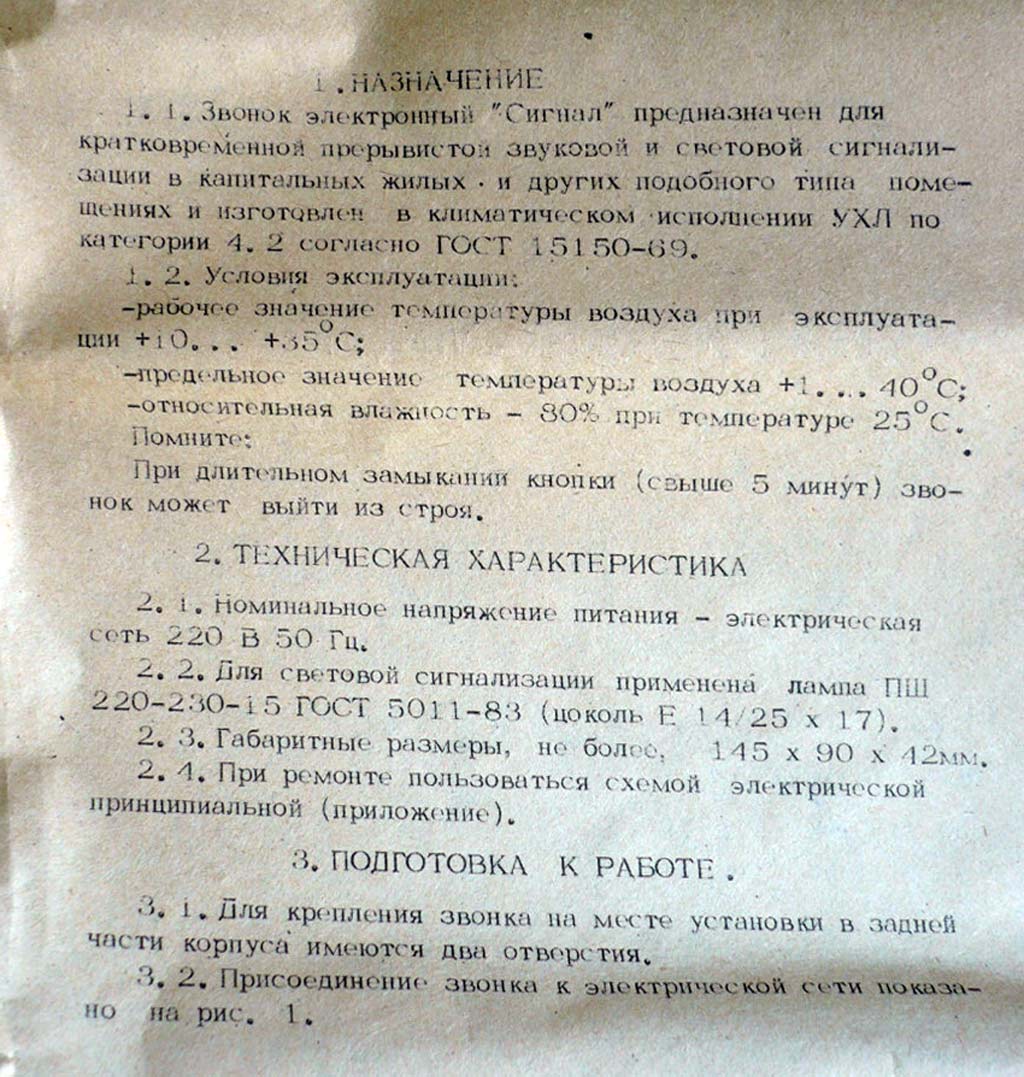 1.НАЗНАЧЕНИЕ
1. 1. Звонок электронный "Сигнал" предназначен для
кратковременной прерывистой звуковой и световой сигнали-
зации в капитальных жилых и других подобного типа поме-
щениях и изготовлен в климатическом исполнении УХЛ по
категории 4. 2 согласно ГОСТ 15150-69.
1. 2. Условия эксплуатации:
-рабочее значение температуры воздуха при эксплуата-
ции +10... +35°С;
-предельное значение температуры воздуха +1.... 40°С;
-относительная влажность - 80% при температуре 25°С.
Помните:
При длительном замыкании кнопки (свыше 5 минут) зво-
нок может выйти из строя.
2. ТЕХНИЧЕСКАЯ ХАРАКТЕРИСТИКА
2. 1. Номинальное напряжение питания - электрическая
сеть 220 В 50 Гц.
2. 2. Для световой сигнализации применена лампа ПШ
220-230-15 ГОСТ 5011-83 (цоколь Е 14/25 х 17).
2. 3. Габаритные размеры, не более, 145 х 90 х 42мм.
2. 4. При ремонте пользоваться схемой электрической
принципиальной (приложение).
3. ПОДГОТОВКА К РАБОТЕ .
3. 1. Для крепления звонка на месте установки в задней
части корпуса имеются два отверстия.
3. 2. Присоединение звонка к электрической сети показа-
но на рис. 1.